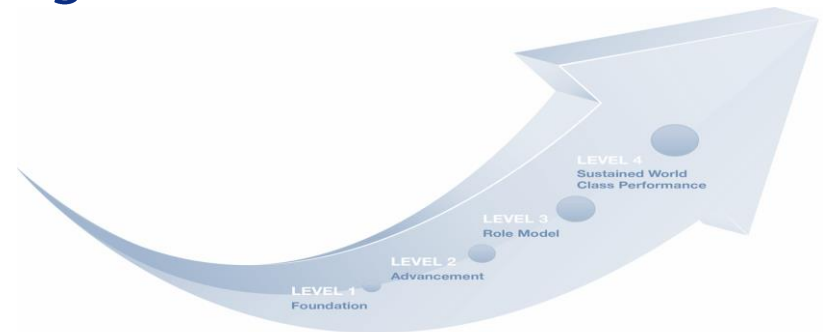 LEVEL 4
Sustained World
Class Performance
LEVEL 3
Role Model
LEVEL 2
Advancement
LEVEL 1
Foundation